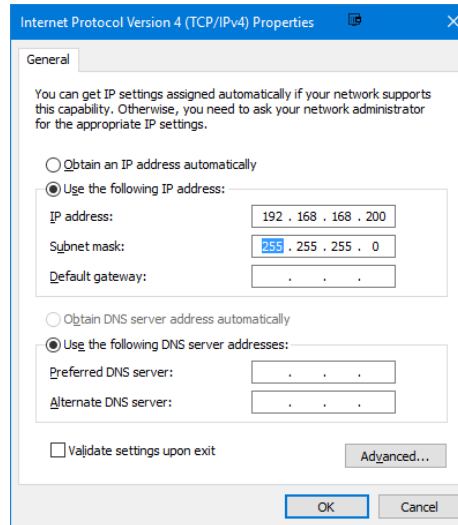 Internet Protocol Version 4 (TCP/IPv4) Properties
General
You can get IP settings assigned automatically if your network supports
this capability. Otherwise, you need to ask your network administrator
for the appropriate IP settings.
Obtain an IP address automatically
Use the following IP address:
IP address: 192 . 168 . 168 . 200
Subnet mask: 255 . 255 . 255 . 0
Default gateway: . . .
Obtain DNS server address automatically
Use the following DNS server addresses:
Preferred DNS server: . . .
Alternate DNS server: . . .
Validate settings upon exit
Advanced...
OK Cancel